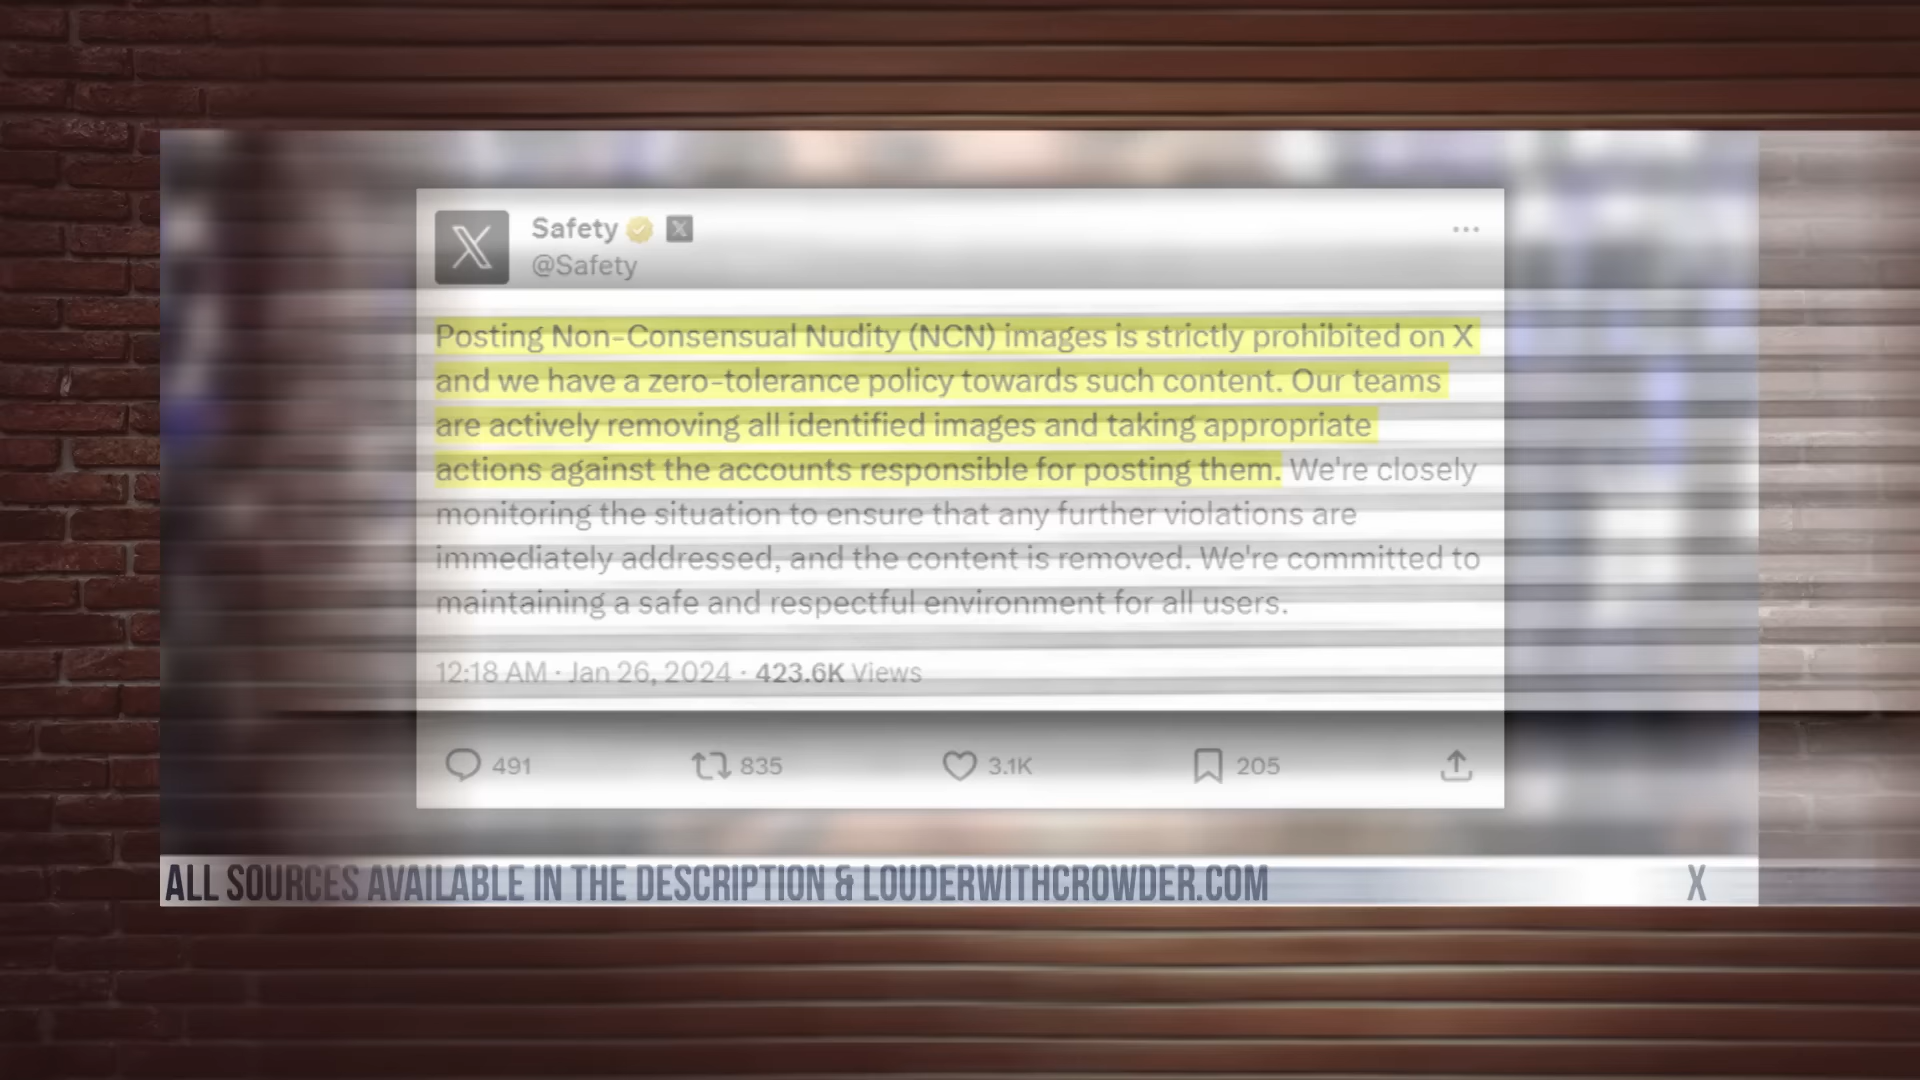 Safety
@Safety
Posting Non-Consensual Nudity (NCN) images is strictly prohibited on X
and we have a zero-tolerance policy towards such content. Our teams
are actively removing all identified images and taking appropriate
actions against the accounts responsible for posting them. We're closely
monitoring the situation to ensure that any further violations are
immediately addressed, and the content is removed. We're committed to
maintaining a safe and respectful environment for all users.
12:18 AM · Jan 26, 2024 · 423.6K Views
491 835 3.1K 205
ALL SOURCES AVAILABLE IN THE DESCRIPTION & LOUDERWITHCROWDER.COM X